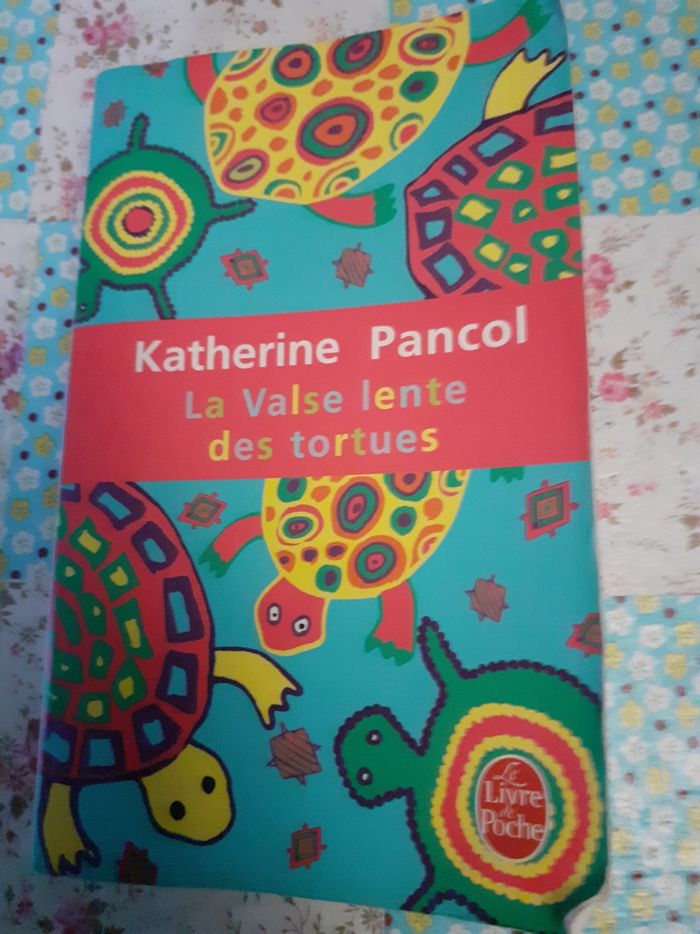 Katherine Pancol
La Valse lente
des tortues
Le
Livre
de
Poche